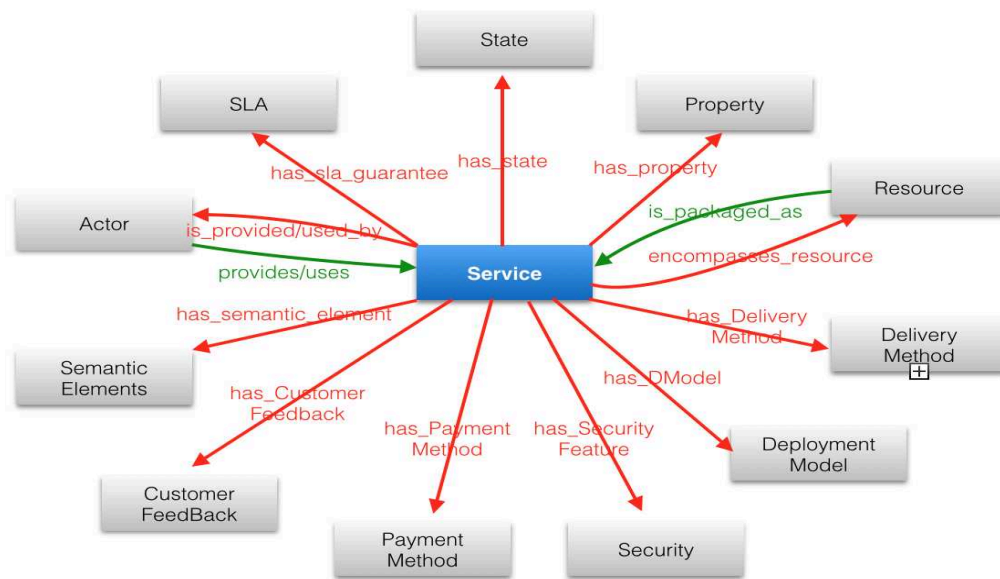 State
SLA
Property
has_state
has_sla_guarantee
has_property
Resource
Actor
is_packaged_as
is_provided/used_by
encompasses_resource
provides/uses
Service
has_semantic_element
has_Delivery
Method
Delivery
Method
Semantic
Elements
has_Customer
Feedback
has_DModel
has_Payment
Method
has_Security
Feature
Deployment
Model
Customer
FeedBack
Payment
Method
Security